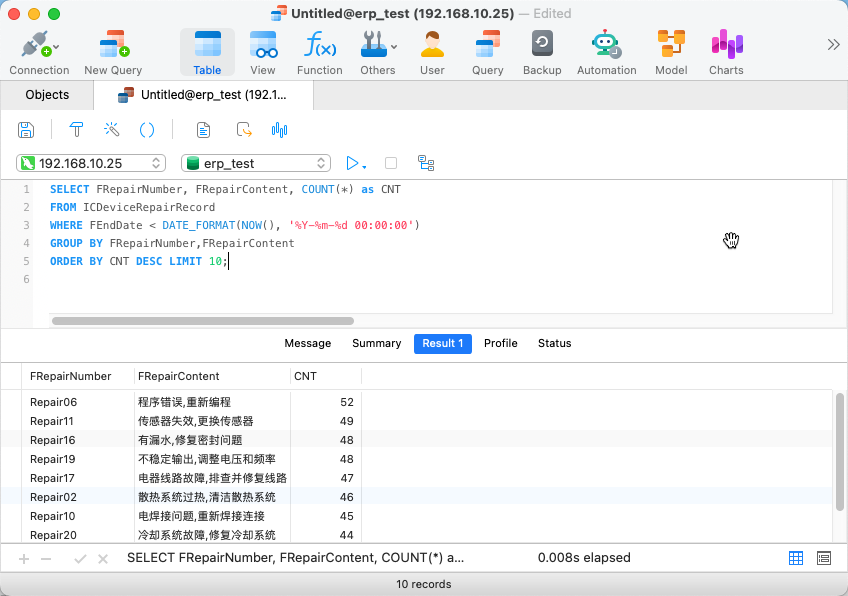 Untitled@erp_test (192.168.10.25) — Edited
Connection New Query Table View Function Others User Query Backup Automation Model Charts
Objects Untitled@erp_test (192.1...
192.168.10.25 erp_test
1 SELECT FRepairNumber, FRepairContent, COUNT(*) as CNT
2 FROM ICDeviceRepairRecord
3 WHERE FEndDate < DATE_FORMAT(NOW(), '%Y-%m-%d 00:00:00')
4 GROUP BY FRepairNumber,FRepairContent
5 ORDER BY CNT DESC LIMIT 10;
6
Message Summary Result 1 Profile Status
FRepairNumber FRepairContent CNT
Repair06 程序错误,重新编程 52
Repair11 传感器失效,更换传感器 49
Repair16 有漏水,修复密封问题 48
Repair19 不稳定输出,调整电压和频率 48
Repair17 电器线路故障,排查并修复线路 47
Repair02 散热系统过热,清洁散热系统 46
Repair10 电焊接问题,重新焊接连接 45
Repair20 冷却系统故障,修复冷却系统 44
SELECT FRepairNumber, FRepairContent, COUNT(*) a... 0.008s elapsed
10 records